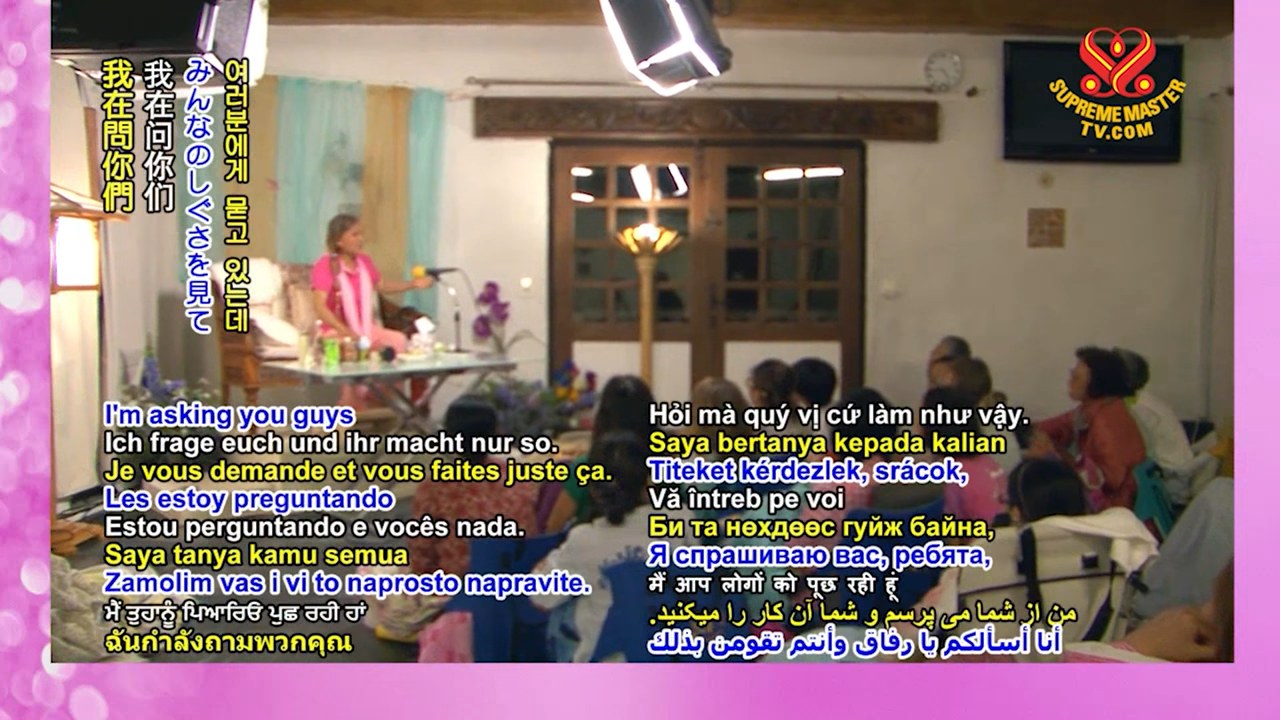 여러분에게 묻고 있는데
みんなのしぐさを見て
我在问你们
我在問你們
SUPREME MASTER
TV.COM
I'm asking you guys
Ich frage euch und ihr macht nur so.
Je vous demande et vous faites juste ça.
Les estoy preguntando
Estou perguntando e vocês nada.
Saya tanya kamu semua
Zamolim vas i vi to naprosto napravite.
ਮੈਂ ਤੁਹਾਨੂੰ ਪਿਆਰਿਓ ਪੁਛ ਰਹੀ ਹਾਂ
ฉันกำลังถามพวกคุณ
Hỏi mà quý vị cứ làm như vậy.
Saya bertanya kepada kalian
Titeket kérdezlek, srácok,
Vă întreb pe voi
Би та нөхдөөс гуйж байна,
Я спрашиваю вас, ребята,
मैं आप लोगों को पूछ रही हूं
من از شما می پرسم و شما آن کار را میکنید.
أنا أسألكم يا رفاق وأنتم تقومن بذلك